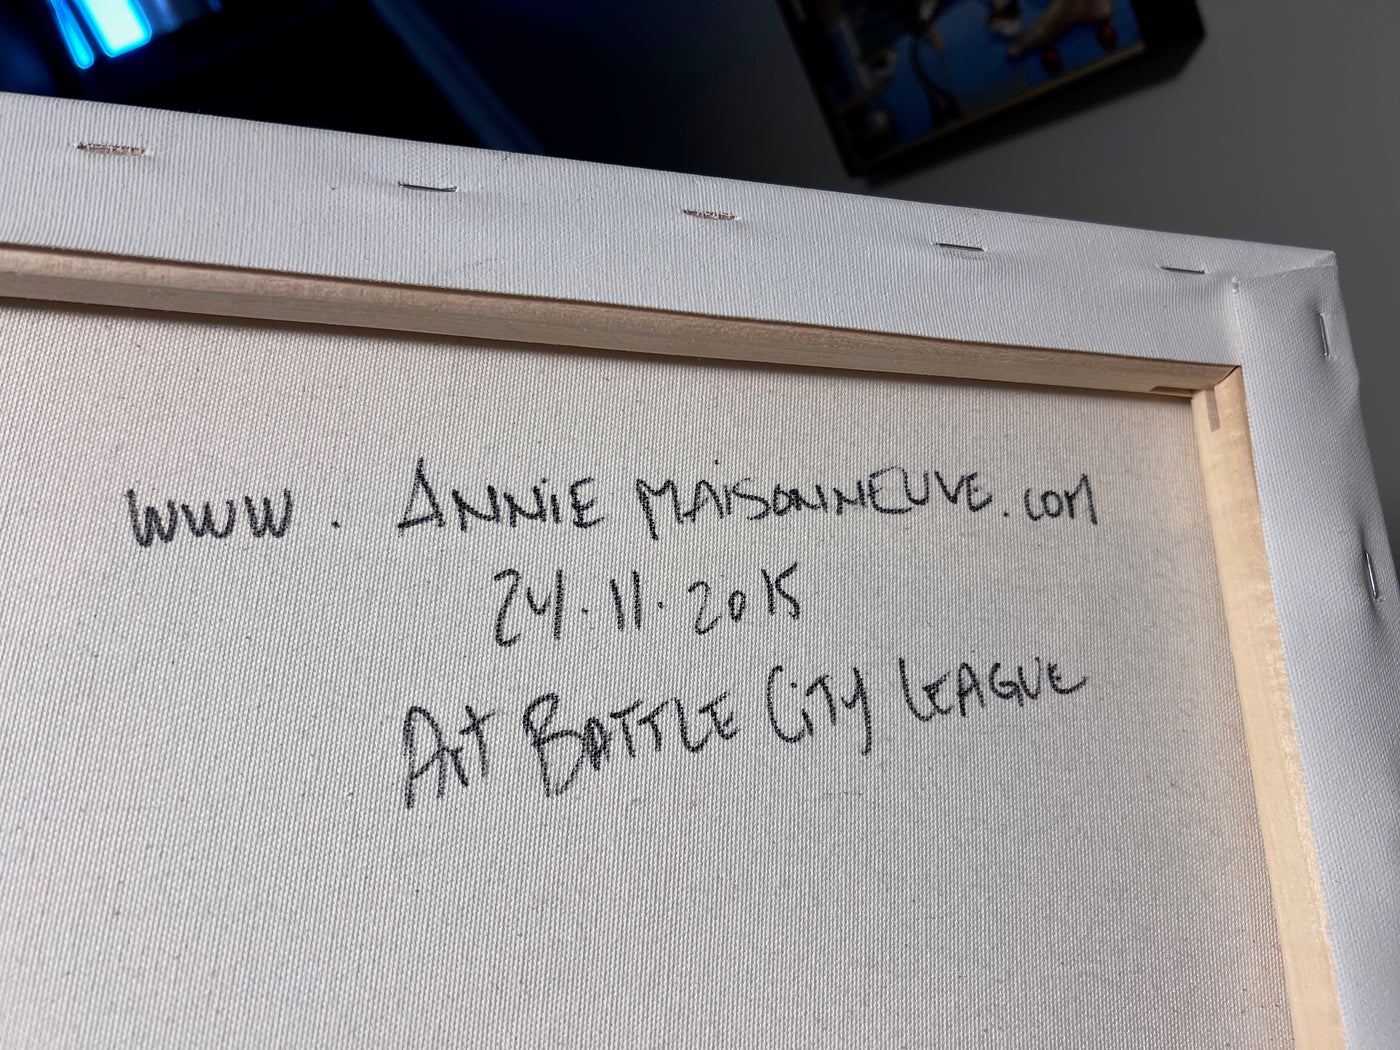 www. ANNiE MAiSONNEUVE.com
24.11.2015
Art BATTLE CiTY LEAGUE